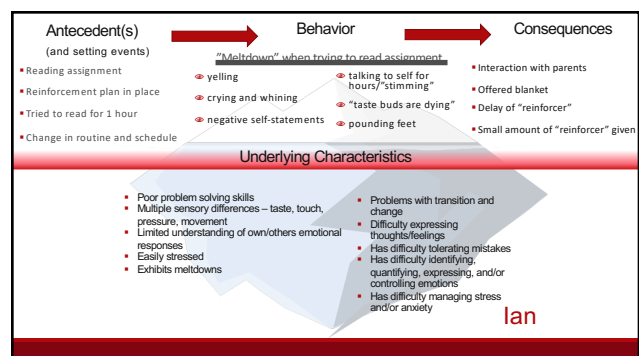 Antecedent(s)
(and setting events)
▪ Reading assignment
▪ Reinforcement plan in place
▪ Tried to read for 1 hour
▪ Change in routine and schedule
Behavior
"Meltdown" when trying to read assignment
yelling
crying and whining
negative self-statements
talking to self for
hours/"stimming"
"taste buds are dying"
pounding feet
Consequences
▪ Interaction with parents
▪ Offered blanket
▪ Delay of "reinforcer"
▪ Small amount of "reinforcer" given
Underlying Characteristics
▪ Poor problem solving skills
▪ Multiple sensory differences – taste, touch,
pressure, movement
▪ Limited understanding of own/others emotional
responses
▪ Easily stressed
▪ Exhibits meltdowns
▪ Problems with transition and
change
▪ Difficulty expressing
thoughts/feelings
▪ Has difficulty tolerating mistakes
▪ Has difficulty identifying,
quantifying, expressing, and/or
controlling emotions
▪ Has difficulty managing stress
and/or anxiety
Ian